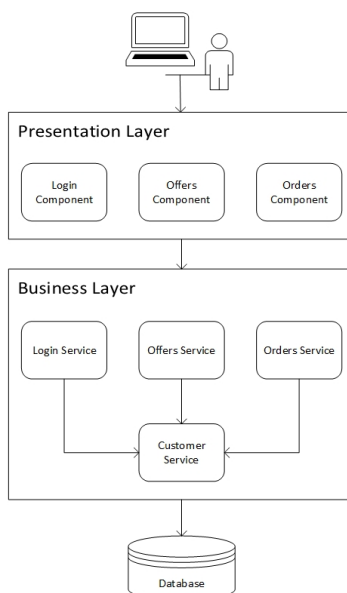 Presentation Layer
Login
Component
Offers
Component
Orders
Component
Business Layer
Login Service
Offers Service
Orders Service
Customer
Service
Database